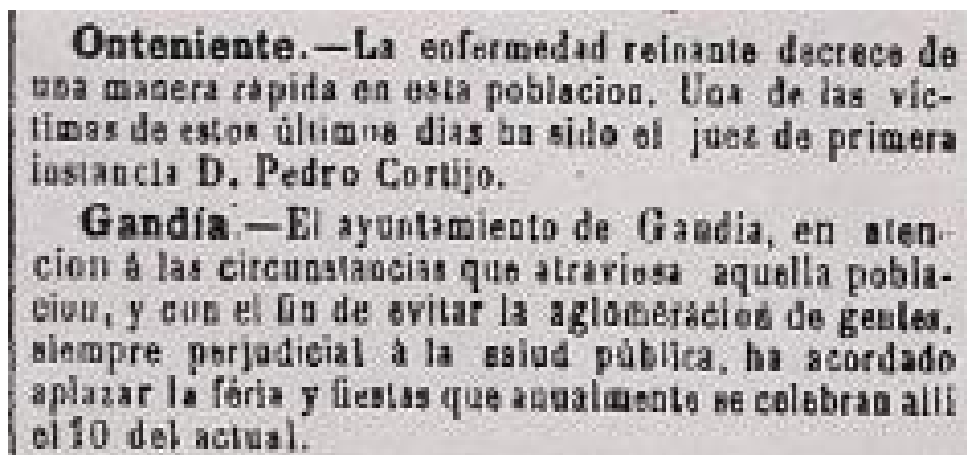 Onteniente.—La enfermedad reinante decrece de
una manera rápida en esta poblacion. Una de las víc-
timas de estos últimos dias ha sido el juez de primera
instancia D. Pedro Cortijo.
Gandía.—El ayuntamiento de Gandia, en aten-
cion á las circunstancias que atraviesa aquella pobla-
cion, y con el fin de evitar la aglomeracion de gentes,
siempre perjudicial á la salud pública, ha acordado
aplazar la féria y fiestas que anualmente se celebran alli
el 10 del actual.